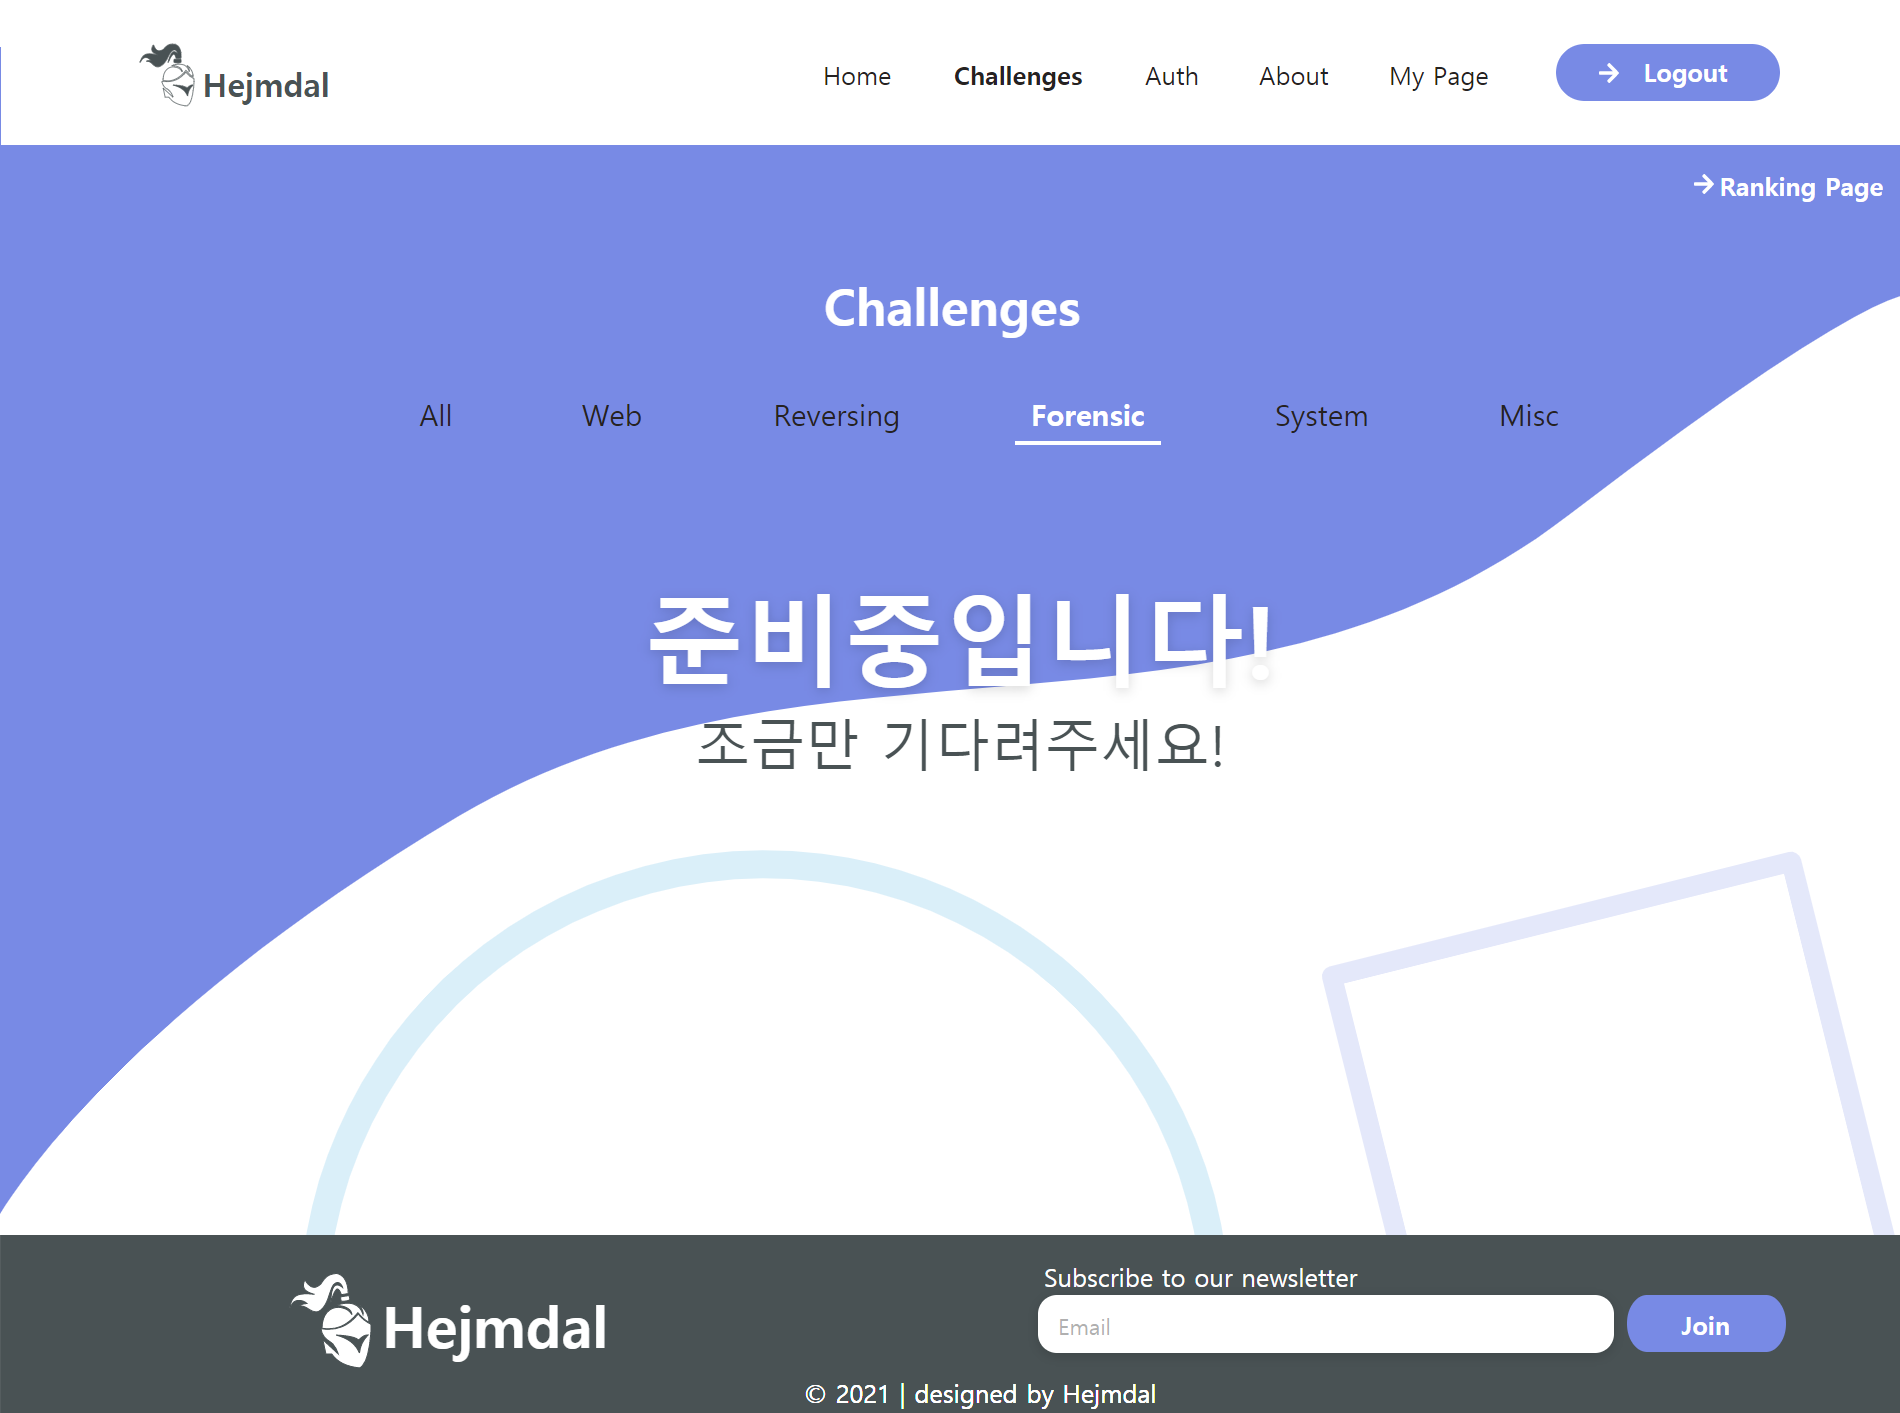 Hejmdal
Home Challenges Auth About My Page Logout
Ranking Page
Challenges
All Web Reversing Forensic System Misc
준비중입니다!
조금만 기다려주세요!
Hejmdal
Subscribe to our newsletter
Email Join
© 2021 | designed by Hejmdal